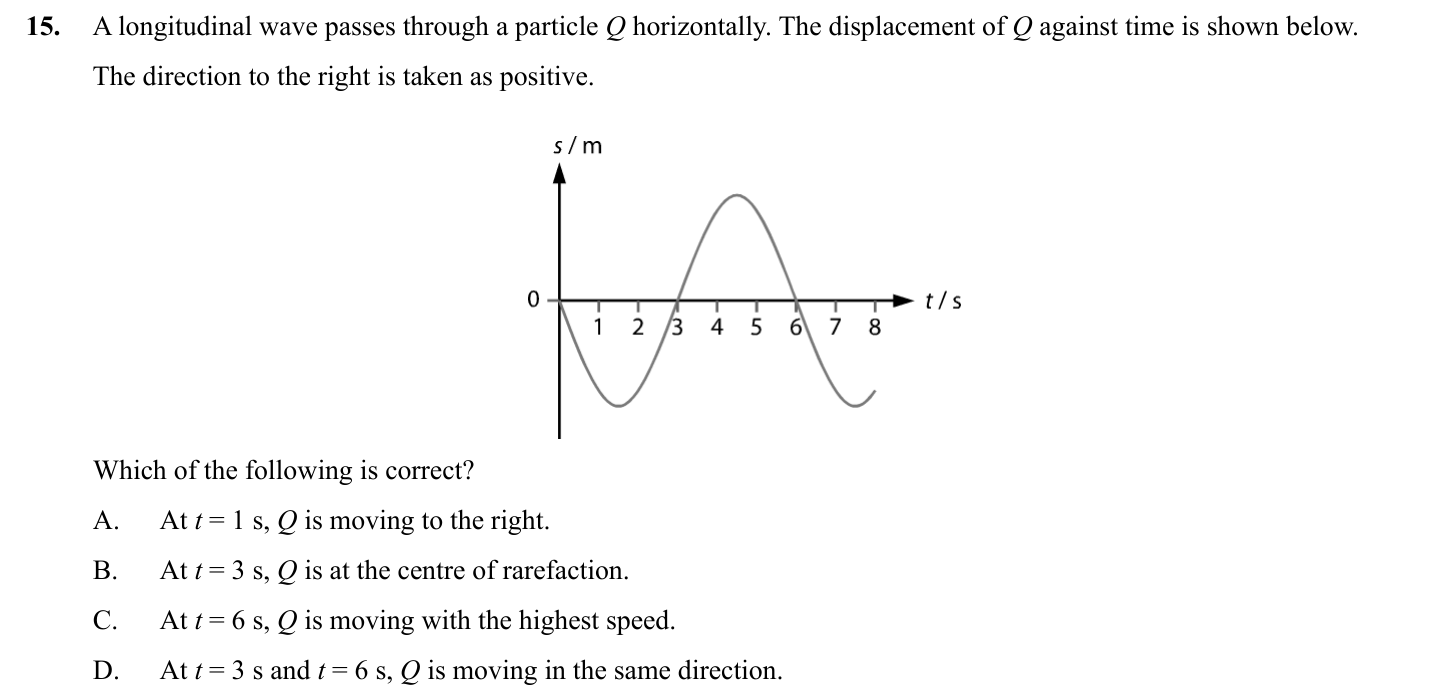 15. A longitudinal wave passes through a particle Q horizontally. The displacement of Q against time is shown below.
The direction to the right is taken as positive.
s / m
0
t / s
1 2 3 4 5 6 7 8
Which of the following is correct?
A. At t = 1 s, Q is moving to the right.
B. At t = 3 s, Q is at the centre of rarefaction.
C. At t = 6 s, Q is moving with the highest speed.
D. At t = 3 s and t = 6 s, Q is moving in the same direction.